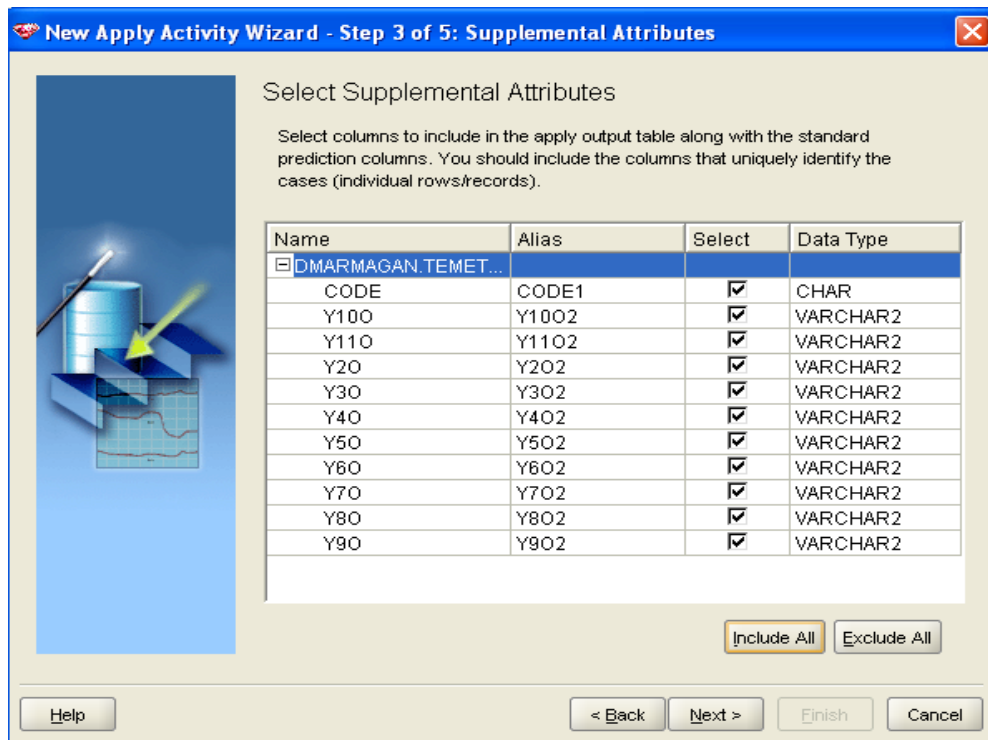 New Apply Activity Wizard - Step 3 of 5: Supplemental Attributes
Select Supplemental Attributes
Select columns to include in the apply output table along with the standard
prediction columns. You should include the columns that uniquely identify the
cases (individual rows/records).
Name Alias Select Data Type
DMARMAGAN.TEMET...
CODE CODE1 CHAR
Y10O Y10O2 VARCHAR2
Y11O Y11O2 VARCHAR2
Y2O Y2O2 VARCHAR2
Y3O Y3O2 VARCHAR2
Y4O Y4O2 VARCHAR2
Y5O Y5O2 VARCHAR2
Y6O Y6O2 VARCHAR2
Y7O Y7O2 VARCHAR2
Y8O Y8O2 VARCHAR2
Y9O Y9O2 VARCHAR2
Include All Exclude All
Help < Back Next > Finish Cancel